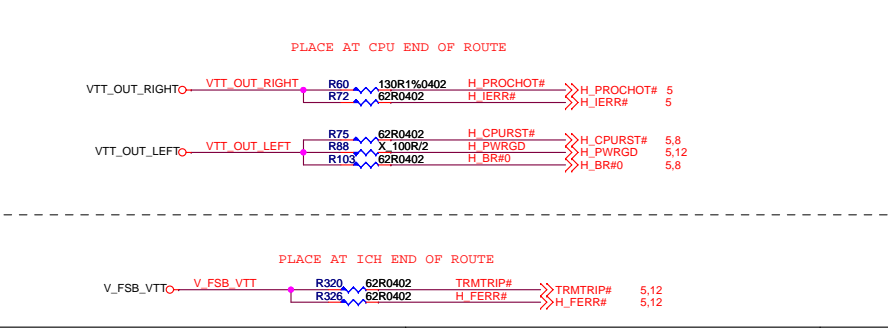 PLACE AT CPU END OF ROUTE
VTT_OUT_RIGHT VTT_OUT_RIGHT R60 130R1%0402 H_PROCHOT# H_PROCHOT# 5
R72 62R0402 H_IERR# H_IERR# 5
R75 62R0402 H_CPURST# H_CPURST# 5,8
VTT_OUT_LEFT VTT_OUT_LEFT R88 X_100R/2 H_PWRGD H_PWRGD 5,12
R103 62R0402 H_BR#0 H_BR#0 5,8
PLACE AT ICH END OF ROUTE
V_FSB_VTT V_FSB_VTT R320 62R0402 TRMTRIP# TRMTRIP# 5,12
R326 62R0402 H_FERR# H_FERR# 5,12